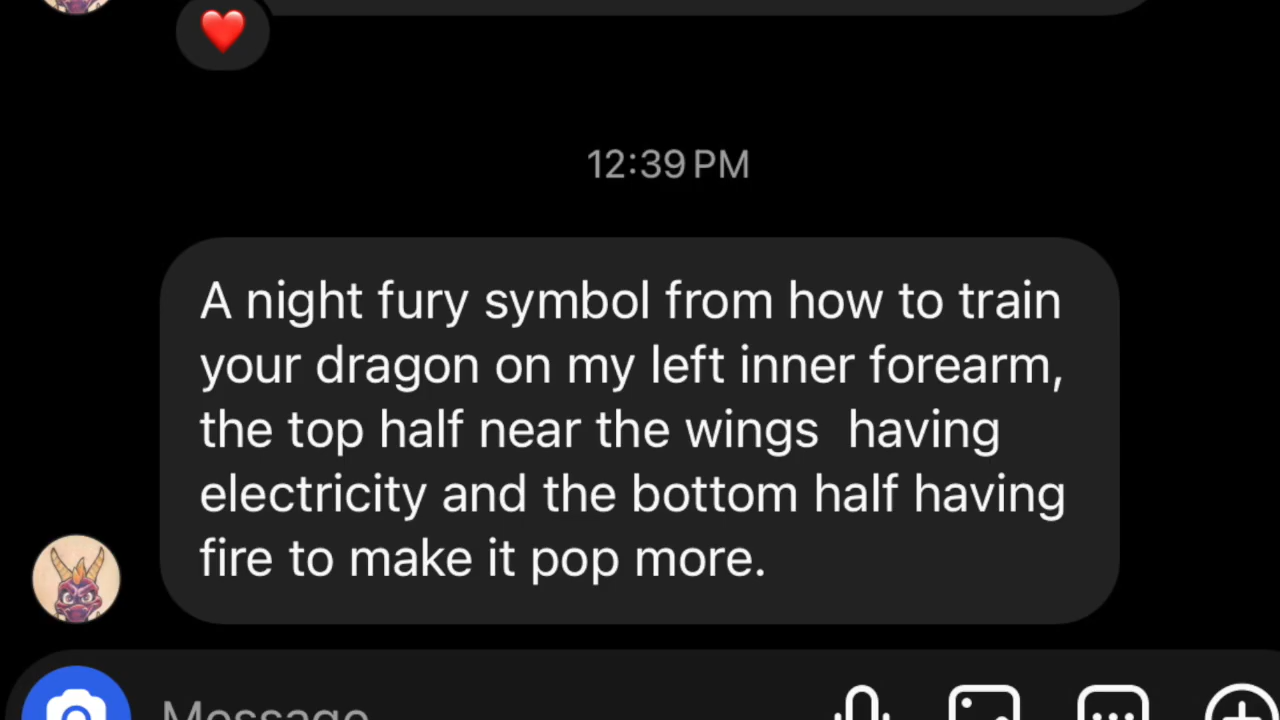 12:39 PM
A night fury symbol from how to train
your dragon on my left inner forearm,
the top half near the wings  having
electricity and the bottom half having
fire to make it pop more.
Message